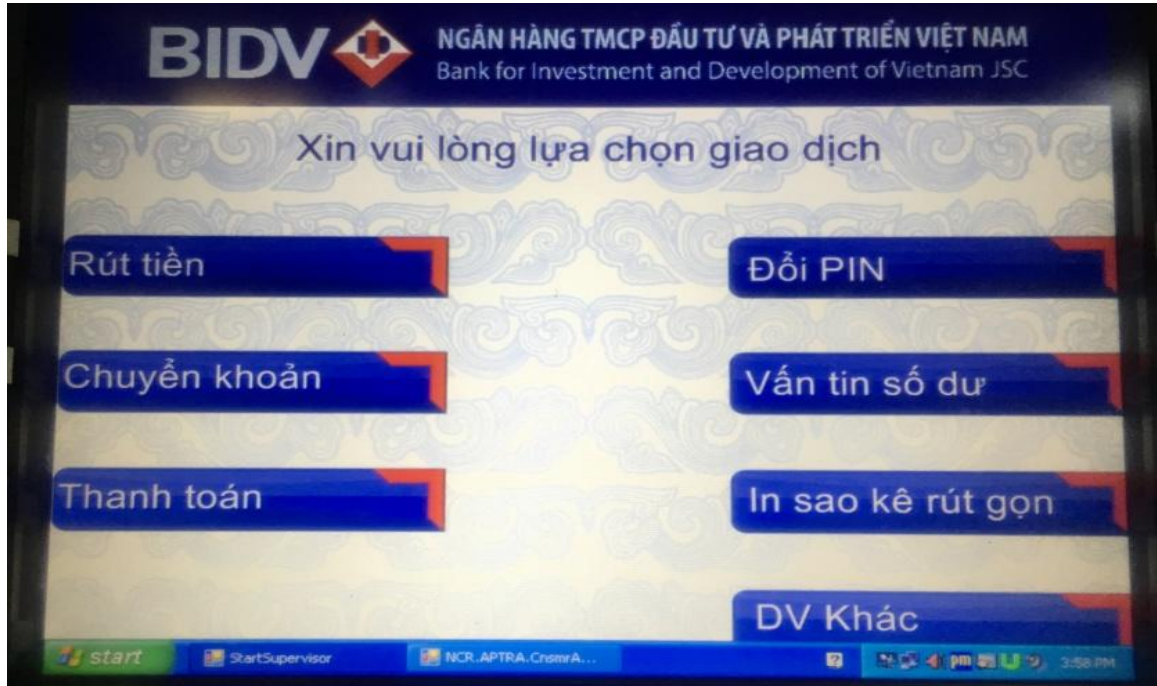 BIDV
NGÂN HÀNG TMCP ĐẦU TƯ VÀ PHÁT TRIỂN VIỆT NAM
Bank for Investment and Development of Vietnam JSC
Xin vui lòng lựa chọn giao dịch
Rút tiền
Đổi PIN
Chuyển khoản
Vấn tin số dư
Thanh toán
In sao kê rút gọn
DV Khác
start
StartSupervisor
NCR.APTRA.CnsmrA...
pm
3:58 PM